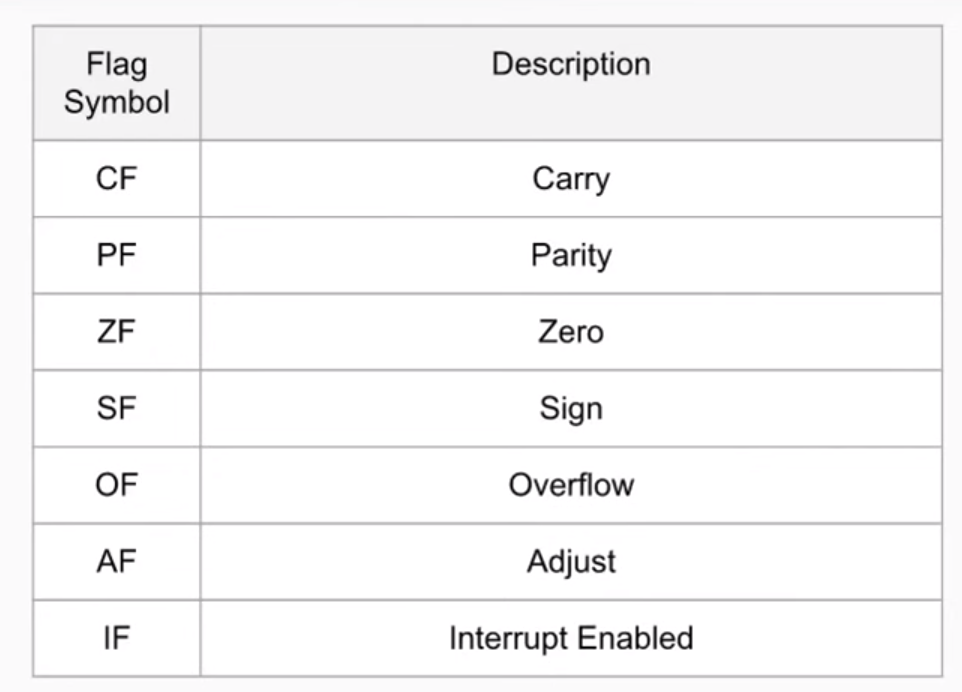 Flag
Symbol
Description
CF
Carry
PF
Parity
ZF
Zero
SF
Sign
OF
Overflow
AF
Adjust
IF
Interrupt Enabled